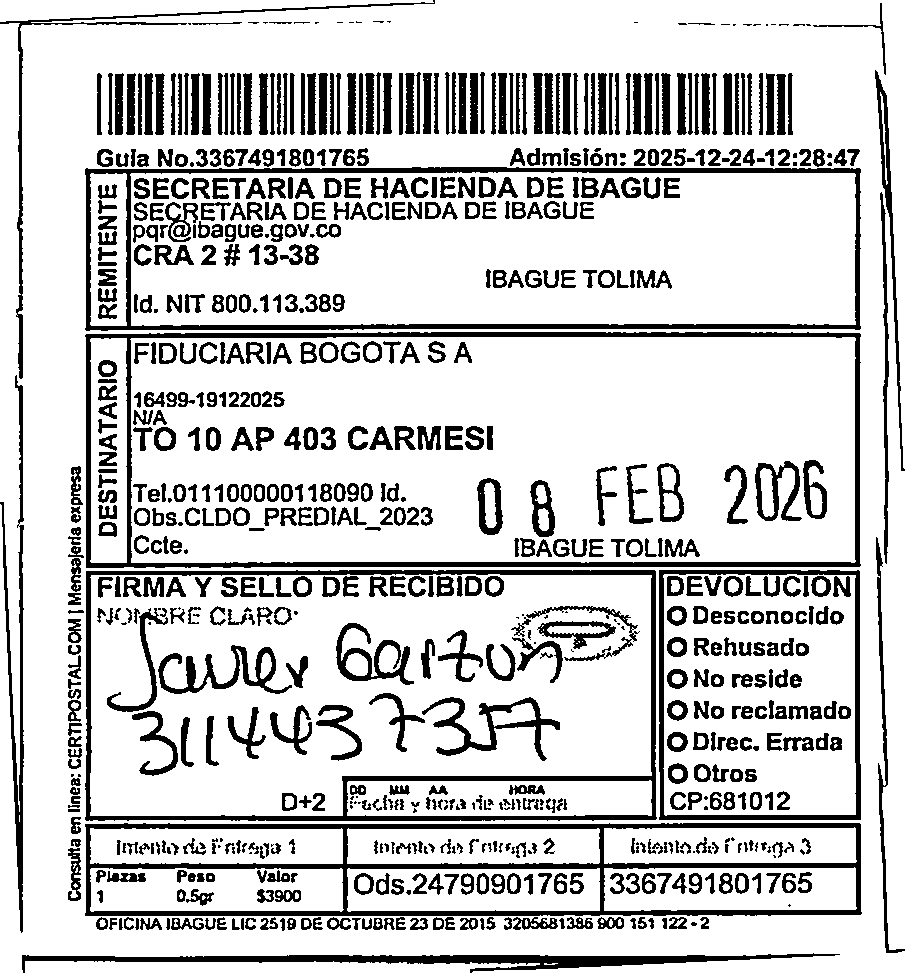 Guia No.3367491801765 Admisión: 2025-12-24-12:28:47
REMITENTE
SECRETARIA DE HACIENDA DE IBAGUE
SECRETARIA DE HACIENDA DE IBAGUE
pqr@ibague.gov.co
CRA 2 # 13-38
IBAGUE TOLIMA
Id. NIT 800.113.389
DESTINATARIO
FIDUCIARIA BOGOTA S A
16499-19122025
N/A
TO 10 AP 403 CARMESI
Tel.011100000118090 Id.
Obs.CLDO_PREDIAL_2023
08 FEB 2026
Ccte.
IBAGUE TOLIMA
Consulta en linea: CERTIPOSTAL.COM | Mensajeria expresa
FIRMA Y SELLO DE RECIBIDO
NOMBRE CLARO:
Javier Garzon
3114437357
D+2
DD MM AA HORA
Fecha y hora de entrega
DEVOLUCION
Desconocido
Rehusado
No reside
No reclamado
Direc. Errada
Otros
CP:681012
Intento de Entrega 1 Intento de Entrega 2 Intento de Entrega 3
Piezas Peso Valor
1 0.5gr $3900
Ods.24790901765 3367491801765
OFICINA IBAGUE LIC 2519 DE OCTUBRE 23 DE 2015 3205681386 900 151 122 - 2